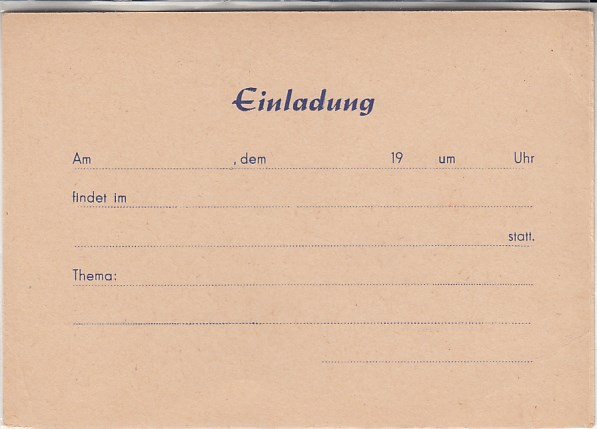 Einladung
Am , dem 19 um Uhr
findet im
statt.
Thema: